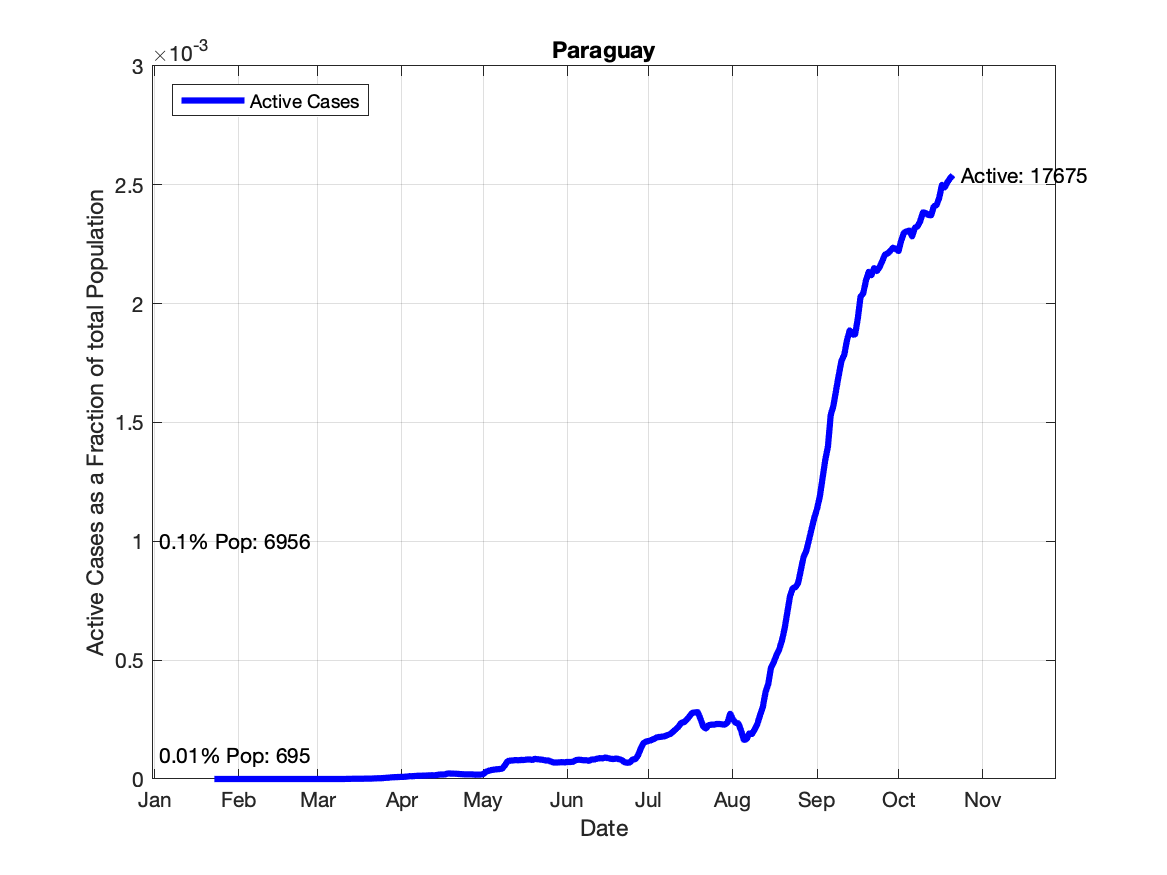 Paraguay
×10-3
3
2.5
2
1.5
1
0.5
0
Active Cases as a Fraction of total Population
Active Cases
Active: 17675
0.1% Pop: 6956
0.01% Pop: 695
Jan Feb Mar Apr May Jun Jul Aug Sep Oct Nov
Date